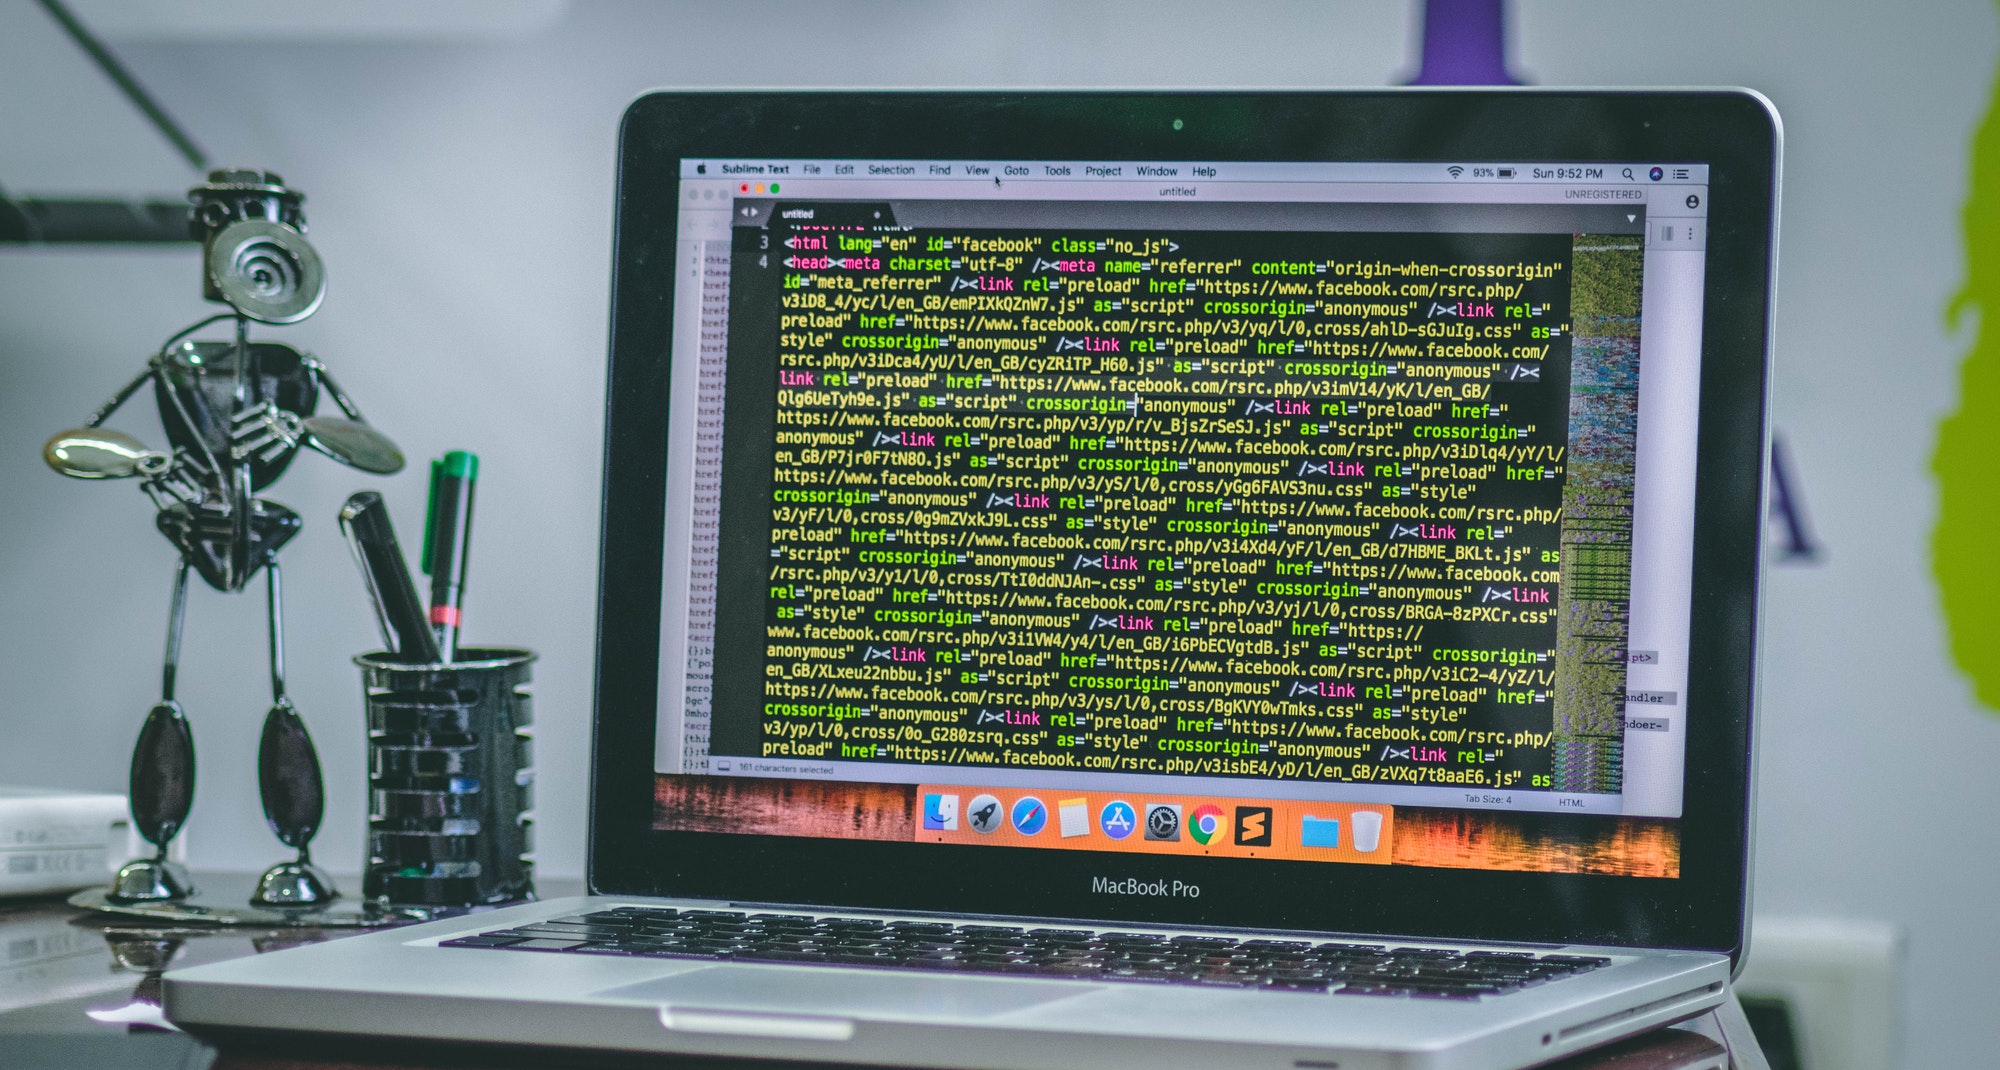 Sublime Text File Edit Selection Find View Goto Tools Project Window Help 93% Sun 9:52 PM
untitled
UNREGISTERED
untitled
3 <html lang="en" id="facebook" class="no_js">
4 <head><meta charset="utf-8" /><meta name="referrer" content="origin-when-crossorigin"
id="meta_referrer" /><link rel="preload" href="https://www.facebook.com/rsrc.php/
v3iD8_4/yc/l/en_GB/emPIXkQZnW7.js" as="script" crossorigin="anonymous" /><link rel="
preload" href="https://www.facebook.com/rsrc.php/v3/yq/l/0,cross/ahlD-sGJuIg.css" as="
style" crossorigin="anonymous" /><link rel="preload" href="https://www.facebook.com/
rsrc.php/v3iDca4/yU/l/en_GB/cyZRiTP_H60.js" as="script" crossorigin="anonymous" /><
link rel="preload" href="https://www.facebook.com/rsrc.php/v3imV14/yK/l/en_GB/
Qlg6UeTyh9e.js" as="script" crossorigin="anonymous" /><link rel="preload" href="
https://www.facebook.com/rsrc.php/v3/yp/r/v_BjsZrSeSJ.js" as="script" crossorigin="
anonymous" /><link rel="preload" href="https://www.facebook.com/rsrc.php/v3iDlq4/yY/l/
en_GB/P7jr0F7tN8O.js" as="script" crossorigin="anonymous" /><link rel="preload" href="
https://www.facebook.com/rsrc.php/v3/yS/l/0,cross/yGg6FAVS3nu.css" as="style"
crossorigin="anonymous" /><link rel="preload" href="https://www.facebook.com/rsrc.php/
v3/yF/l/0,cross/0g9mZVxkJ9L.css" as="style" crossorigin="anonymous" /><link rel="
preload" href="https://www.facebook.com/rsrc.php/v3i4Xd4/yF/l/en_GB/d7HBME_BKLt.js" as
="script" crossorigin="anonymous" /><link rel="preload" href="https://www.facebook.com
/rsrc.php/v3/y1/l/0,cross/TtI0ddNJAn-.css" as="style" crossorigin="anonymous" /><link
rel="preload" href="https://www.facebook.com/rsrc.php/v3/yj/l/0,cross/BRGA-8zPXCr.css"
as="style" crossorigin="anonymous" /><link rel="preload" href="https://
www.facebook.com/rsrc.php/v3i1VW4/y4/l/en_GB/i6PbECVgtdB.js" as="script" crossorigin="
anonymous" /><link rel="preload" href="https://www.facebook.com/rsrc.php/v3iC2-4/yZ/l/
en_GB/XLxeu22nbbu.js" as="script" crossorigin="anonymous" /><link rel="preload" href="
https://www.facebook.com/rsrc.php/v3/ys/l/0,cross/BgKVY0wTmks.css" as="style"
crossorigin="anonymous" /><link rel="preload" href="https://www.facebook.com/rsrc.php/
v3/yp/l/0,cross/0o_G280zsrq.css" as="style" crossorigin="anonymous" /><link rel="
preload" href="https://www.facebook.com/rsrc.php/v3isbE4/yD/l/en_GB/zVXq7t8aaE6.js" as
161 characters selected
Tab Size: 4 HTML
MacBook Pro